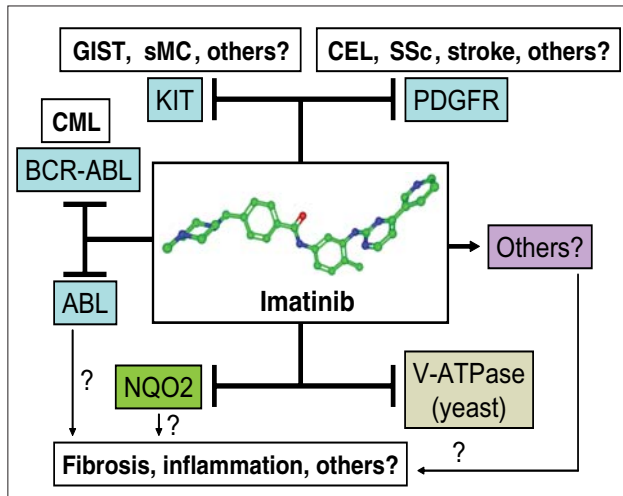 GIST, sMC, others?
CEL, SSc, stroke, others?
KIT
PDGFR
CML
BCR-ABL
Imatinib
Others?
ABL
?
NQO2
?
V-ATPase
(yeast)
?
Fibrosis, inflammation, others?